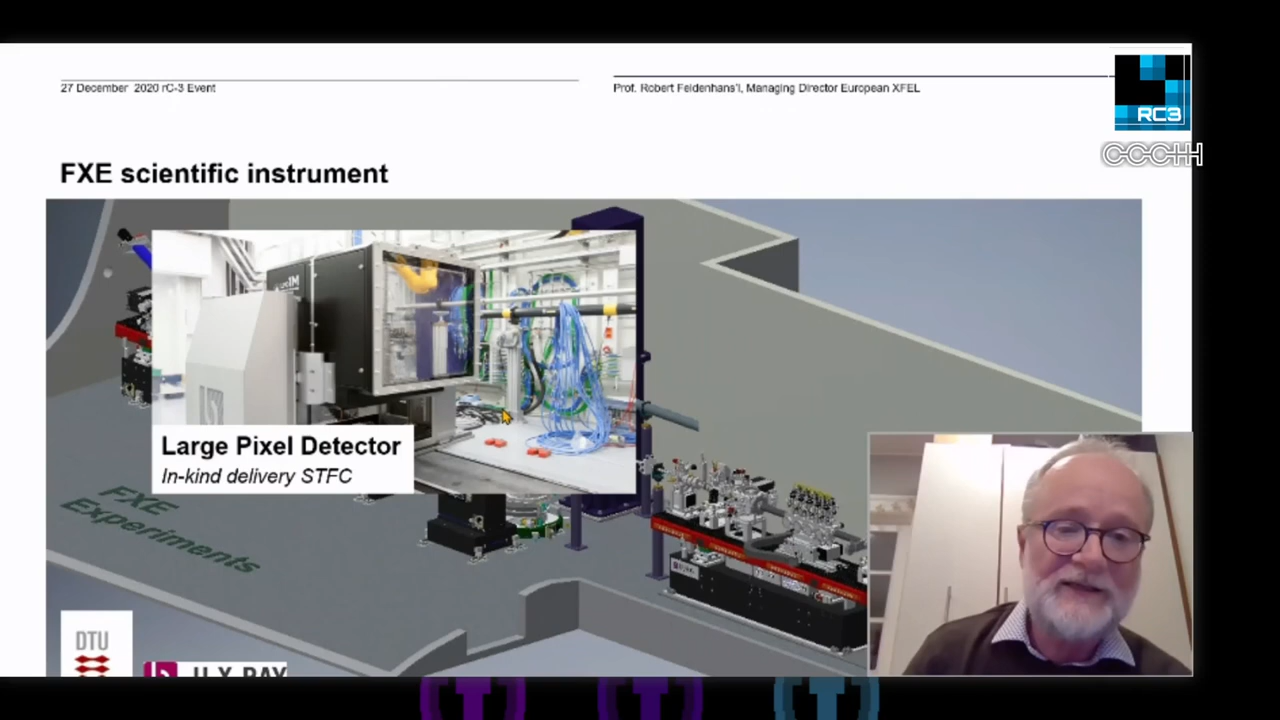 27 December 2020 rC-3 Event
Prof. Robert Feidenhans'l, Managing Director European XFEL
RC3
CCCHH
FXE scientific instrument
Large Pixel Detector
In-kind delivery STFC
FXE
Experiments
DTU